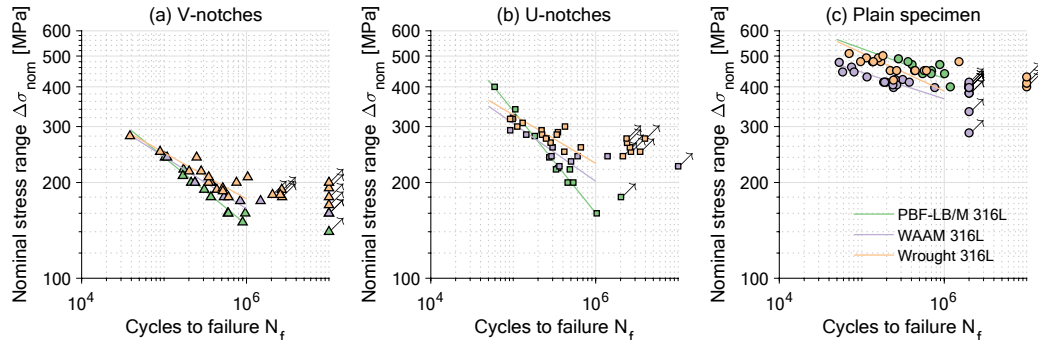 (a) V-notches
(b) U-notches
(c) Plain specimen
Nominal stress range Δσnom [MPa]
600
500
400
300
200
100
10^4
10^6
Cycles to failure Nf
Nominal stress range Δσnom [MPa]
600
500
400
300
200
100
10^4
10^6
Cycles to failure Nf
Nominal stress range Δσnom [MPa]
600
500
400
300
200
100
10^4
10^6
Cycles to failure Nf
PBF-LB/M 316L
WAAM 316L
Wrought 316L